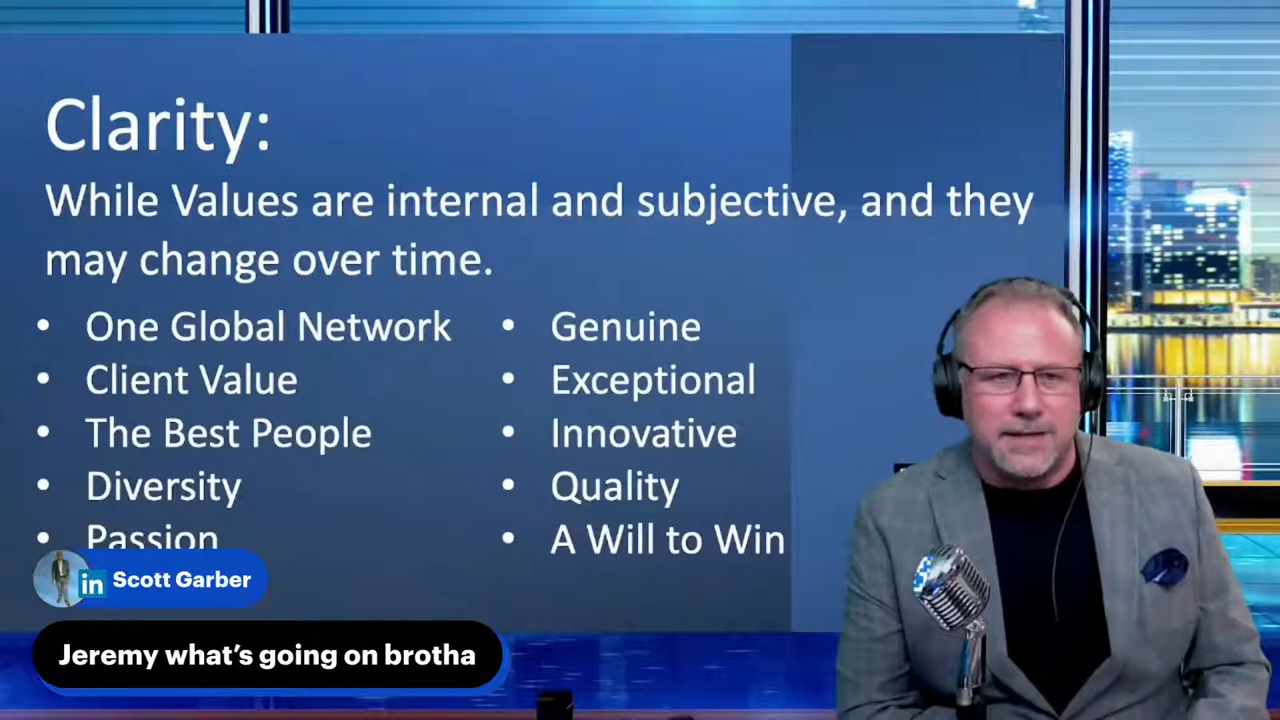 Clarity:
While Values are internal and subjective, and they
may change over time.
• One Global Network
• Client Value
• The Best People
• Diversity
• Passion
• Genuine
• Exceptional
• Innovative
• Quality
• A Will to Win
in Scott Garber
Jeremy what's going on brotha